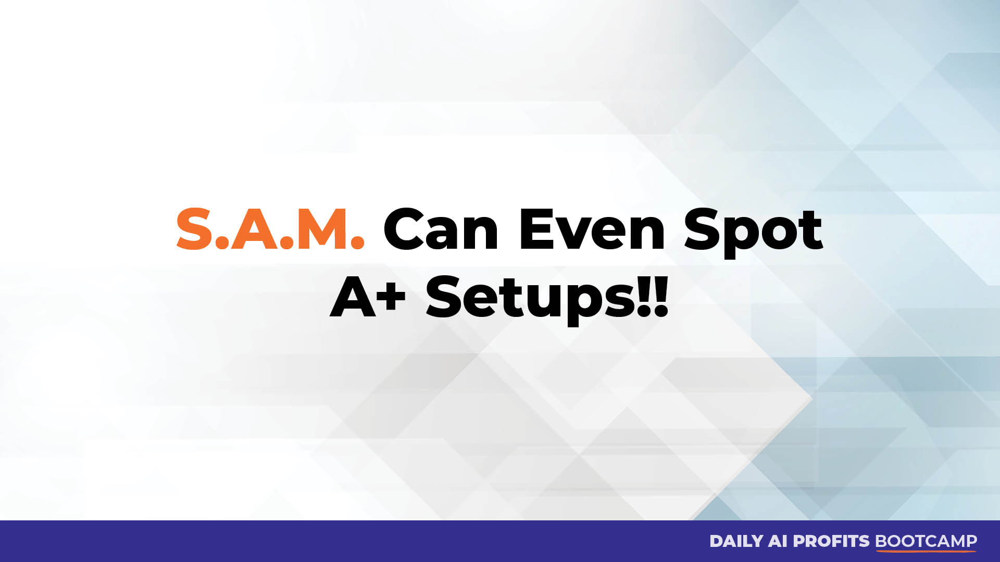 S.A.M. Can Even Spot
A+ Setups!!
DAILY AI PROFITS BOOTCAMP